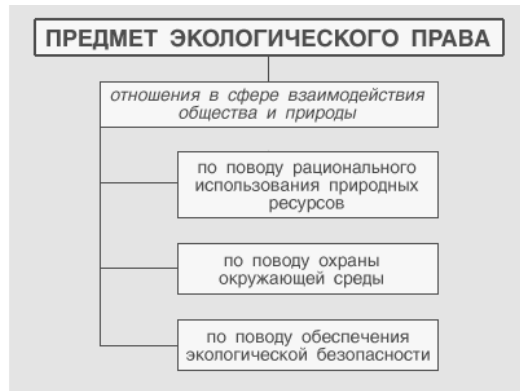 ПРЕДМЕТ ЭКОЛОГИЧЕСКОГО ПРАВА
отношения в сфере взаимодействия
общества и природы
по поводу рационального
использования природных
ресурсов
по поводу охраны
окружающей среды
по поводу обеспечения
экологической безопасности